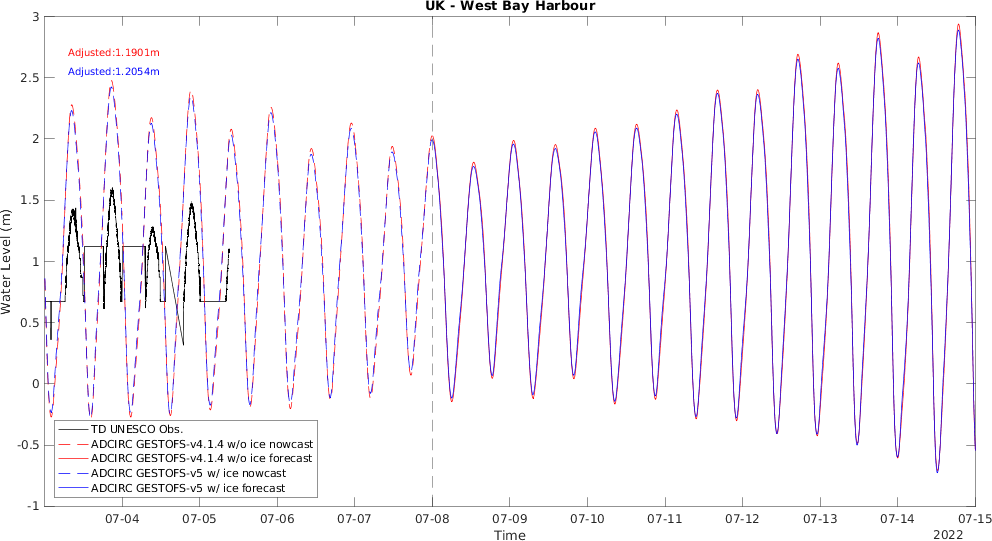 UK - West Bay Harbour
Adjusted:1.1901m
Adjusted:1.2054m
3
2.5
2
1.5
1
0.5
0
-0.5
-1
Water Level (m)
TD UNESCO Obs.
ADCIRC GESTOFS-v4.1.4 w/o ice nowcast
ADCIRC GESTOFS-v4.1.4 w/o ice forecast
ADCIRC GESTOFS-v5 w/ ice nowcast
ADCIRC GESTOFS-v5 w/ ice forecast
07-04 07-05 07-06 07-07 07-08 07-09 07-10 07-11 07-12 07-13 07-14 07-15
Time
2022